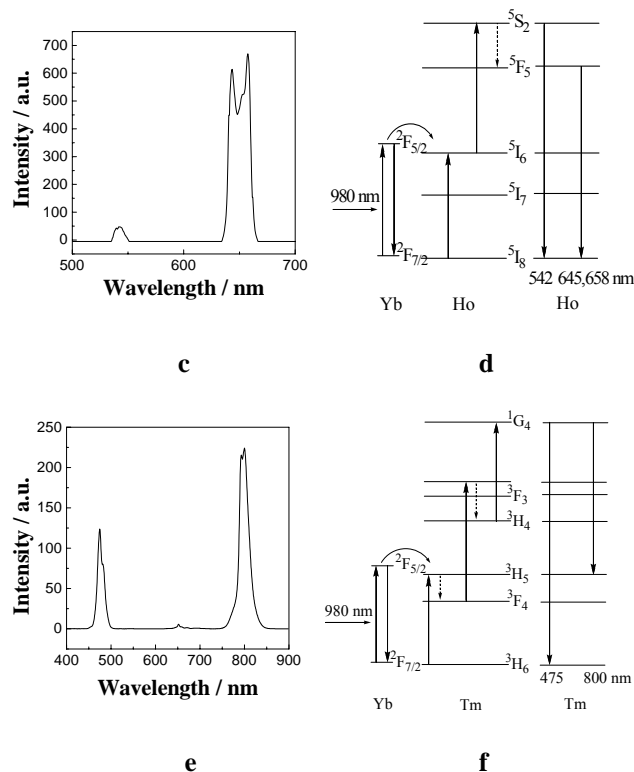 700
600
500
400
300
200
100
0
500 600 700
Intensity / a.u.
Wavelength / nm
c
⁵S₂
⁵F₅
²F₅/₂
⁵I₆
980 nm
⁵I₇
²F₇/₂
⁵I₈
542 645,658 nm
Yb Ho Ho
d
250
200
150
100
50
0
400 500 600 700 800 900
Intensity / a.u.
Wavelength / nm
e
¹G₄
³F₃
³H₄
²F₅/₂
³H₅
³F₄
980 nm
²F₇/₂
³H₆
475 800 nm
Yb Tm Tm
f